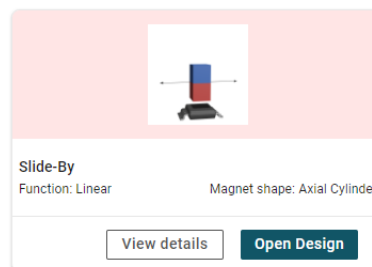 Slide-By
Function: Linear Magnet shape: Axial Cylinde
View details Open Design